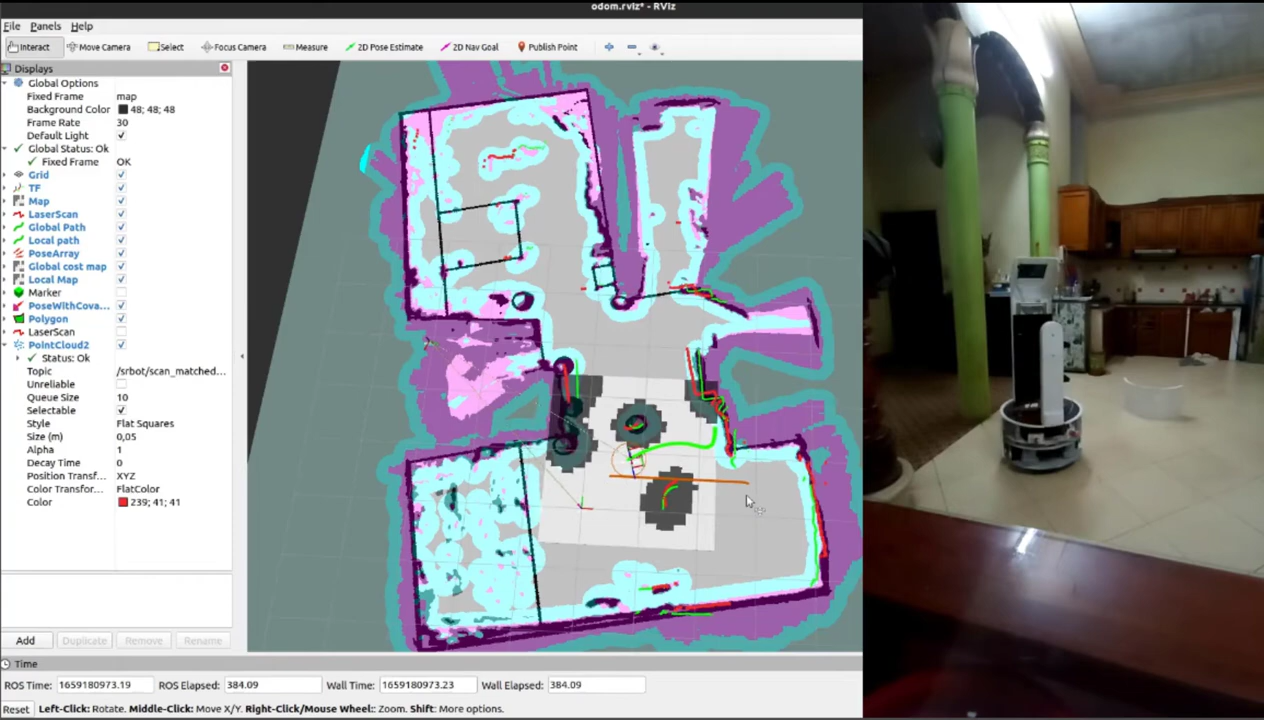 odom.rviz* - RViz
File Panels Help
Interact Move Camera Select Focus Camera Measure 2D Pose Estimate 2D Nav Goal Publish Point
Displays
Global Options
Fixed Frame map
Background Color 48; 48; 48
Frame Rate 30
Default Light
Global Status: Ok
Fixed Frame OK
Grid
TF
Map
LaserScan
Global Path
Local path
PoseArray
Global cost map
Local Map
Marker
PoseWithCova...
Polygon
LaserScan
PointCloud2
Status: Ok
Topic /srbot/scan_matched...
Unreliable
Queue Size 10
Selectable
Style Flat Squares
Size (m) 0,05
Alpha 1
Decay Time 0
Position Transf... XYZ
Color Transfor... FlatColor
Color 239; 41; 41
Add Duplicate Remove Rename
Time
ROS Time: 1659180973.19 ROS Elapsed: 384.09 Wall Time: 1659180973.23 Wall Elapsed: 384.09
Reset Left-Click: Rotate. Middle-Click: Move X/Y. Right-Click/Mouse Wheel:: Zoom. Shift: More options.